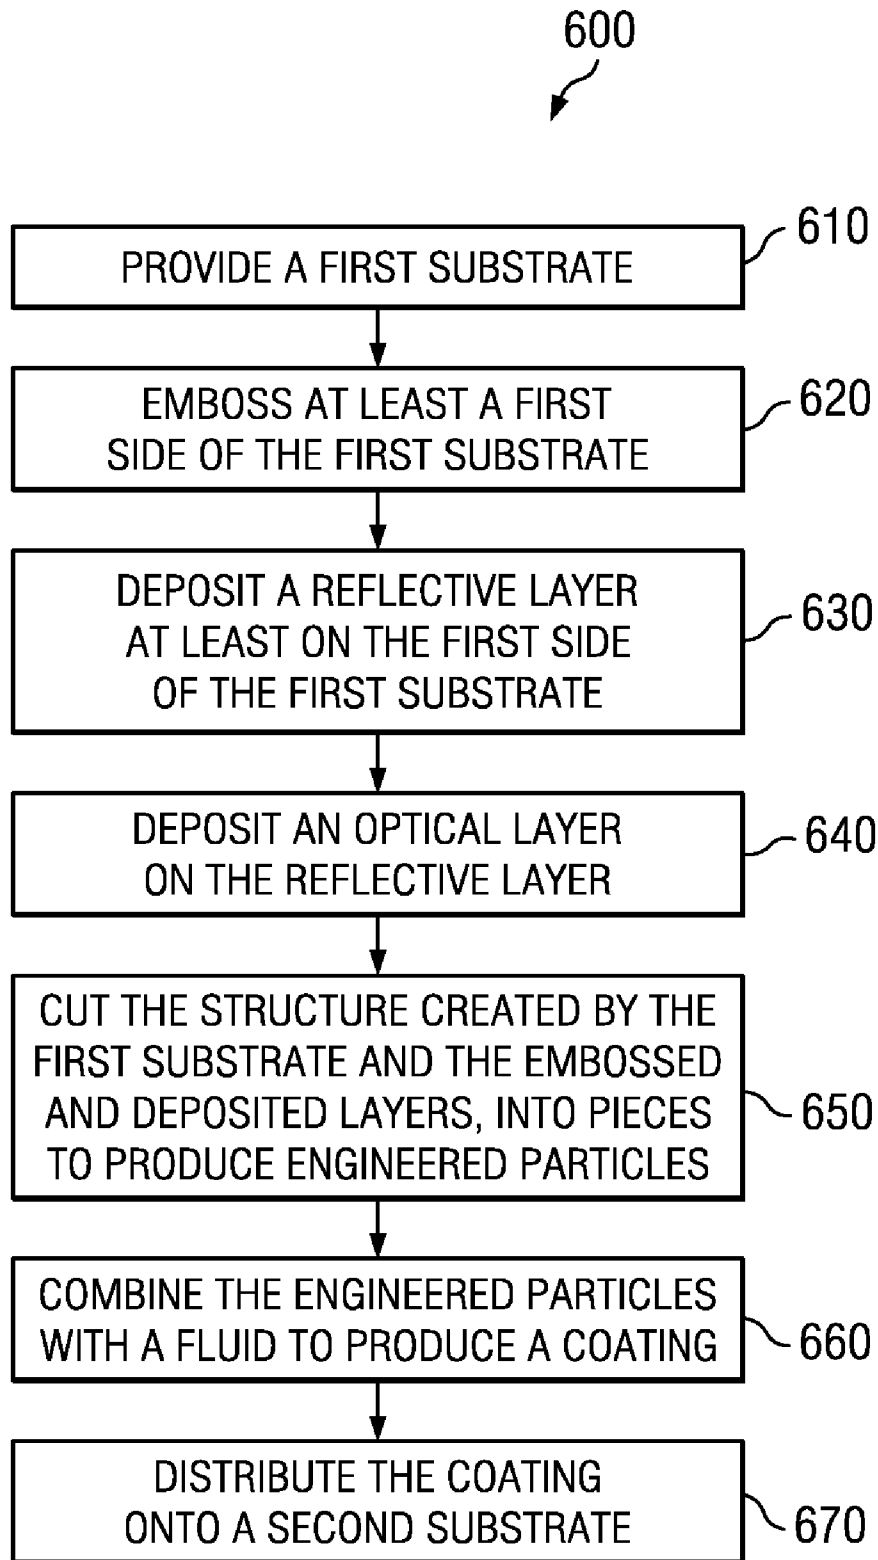 600
PROVIDE A FIRST SUBSTRATE
610
EMBOSS AT LEAST A FIRST
SIDE OF THE FIRST SUBSTRATE
620
DEPOSIT A REFLECTIVE LAYER
AT LEAST ON THE FIRST SIDE
OF THE FIRST SUBSTRATE
630
DEPOSIT AN OPTICAL LAYER
ON THE REFLECTIVE LAYER
640
CUT THE STRUCTURE CREATED BY THE
FIRST SUBSTRATE AND THE EMBOSSED
AND DEPOSITED LAYERS, INTO PIECES
TO PRODUCE ENGINEERED PARTICLES
650
COMBINE THE ENGINEERED PARTICLES
WITH A FLUID TO PRODUCE A COATING
660
DISTRIBUTE THE COATING
ONTO A SECOND SUBSTRATE
670